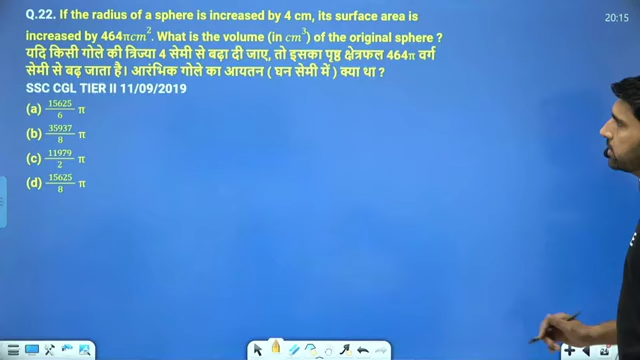 Q.22. If the radius of a sphere is increased by 4 cm, its surface area is
increased by 464πcm². What is the volume (in cm³) of the original sphere ?
यदि किसी गोले की त्रिज्या 4 सेमी से बढ़ा दी जाए, तो इसका पृष्ठ क्षेत्रफल 464π वर्ग
सेमी से बढ़ जाता है। आरंभिक गोले का आयतन ( घन सेमी में ) क्या था ?
SSC CGL TIER II 11/09/2019
(a) 15625/6 π
(b) 35937/8 π
(c) 11979/2 π
(d) 15625/8 π
20:15